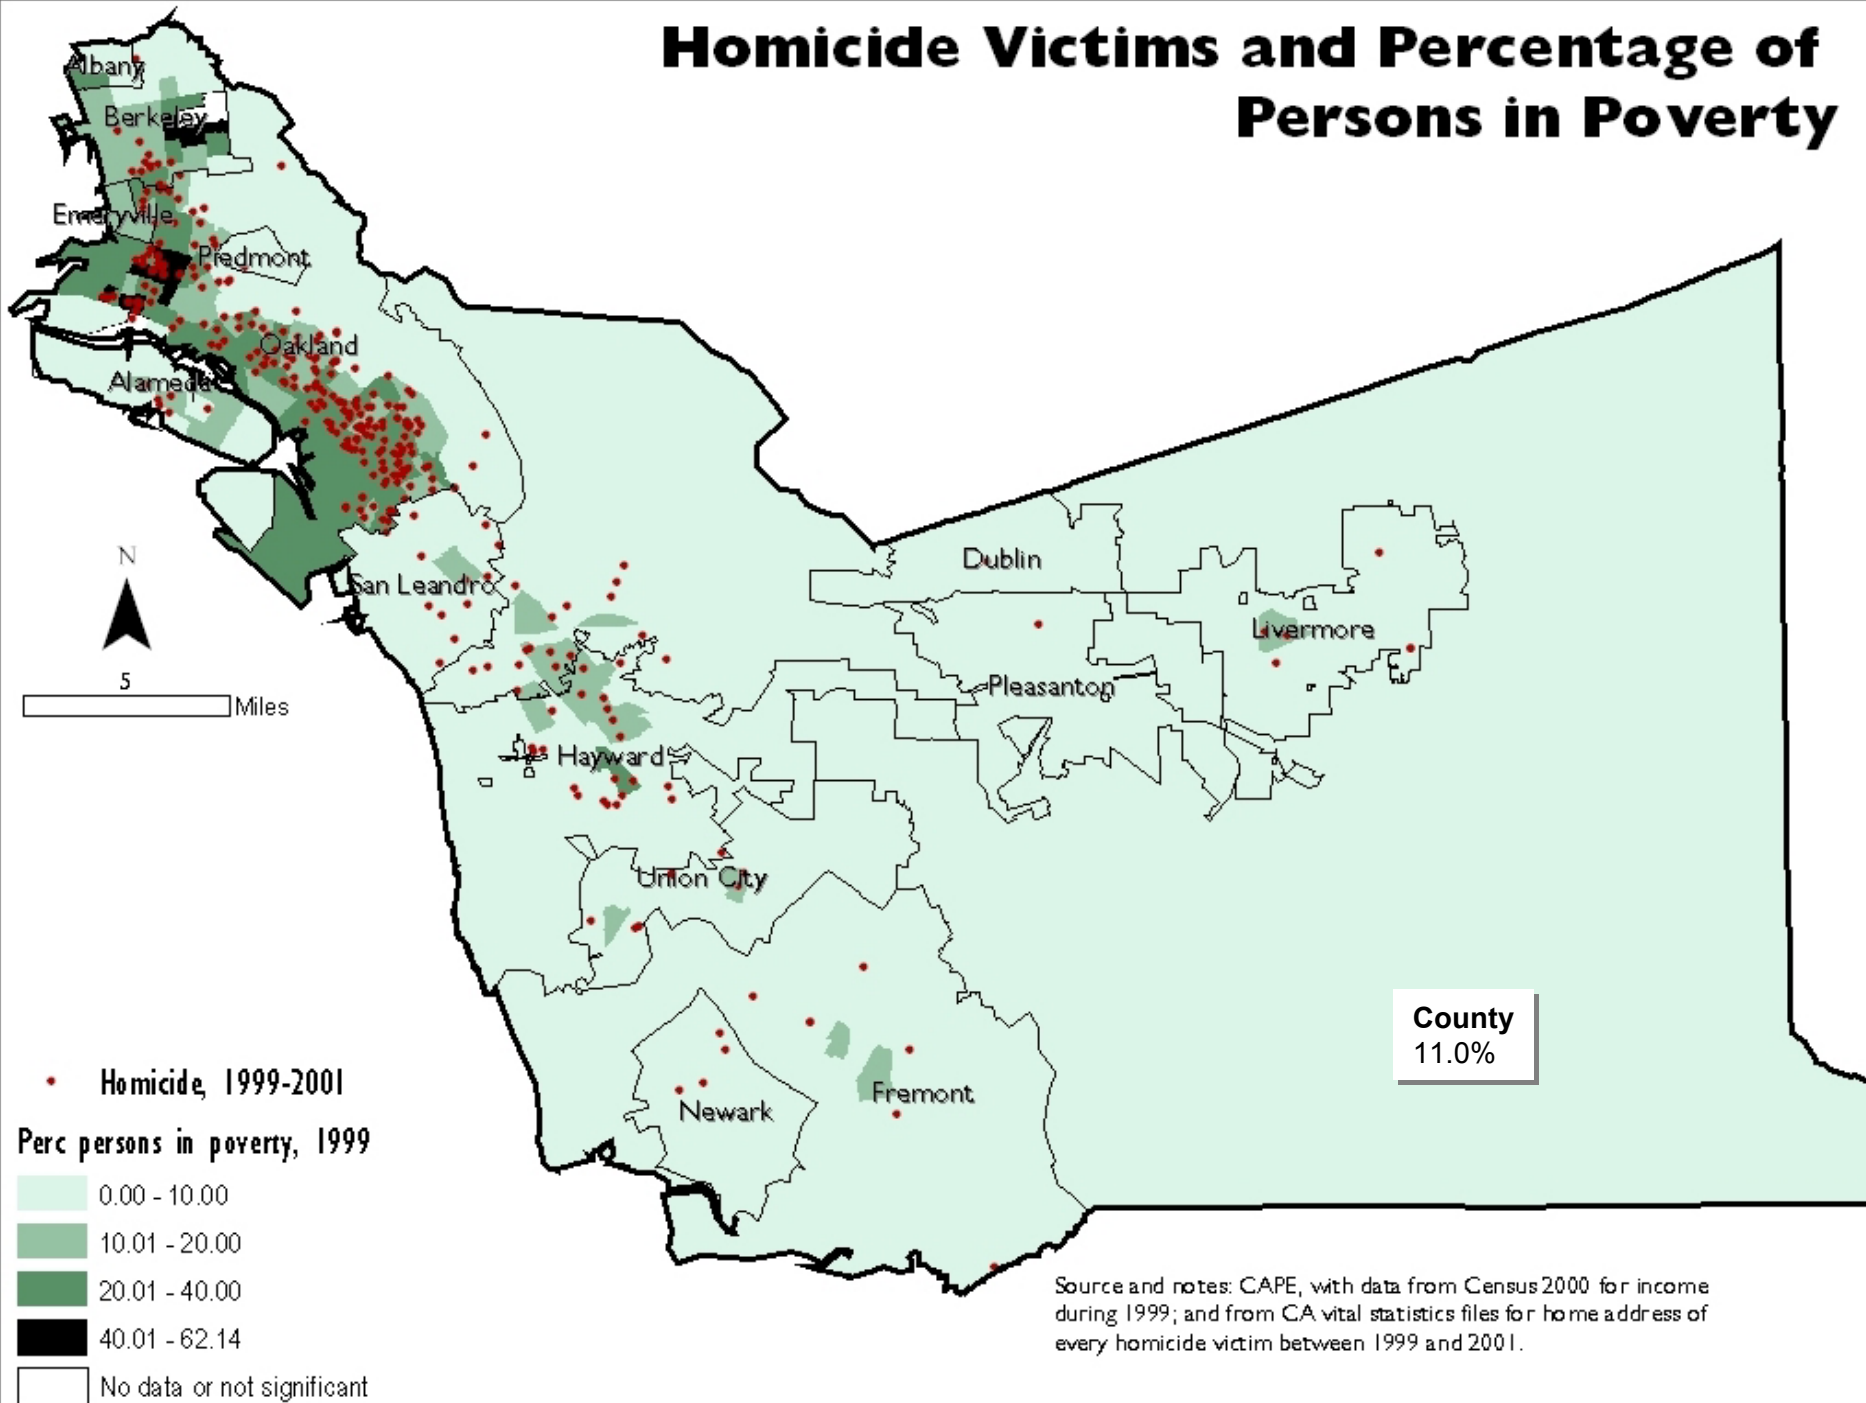 Homicide Victims and Percentage of
Persons in Poverty
Albany
Berkeley
Emeryville
Piedmont
Oakland
Alameda
N
5
Miles
San Leandro
Dublin
Livermore
Pleasanton
Hayward
Union City
Fremont
Newark
County
11.0%
Homicide, 1999-2001
Perc persons in poverty, 1999
0.00 - 10.00
10.01 - 20.00
20.01 - 40.00
40.01 - 62.14
No data or not significant
Source and notes: CAPE, with data from Census 2000 for income
during 1999; and from CA vital statistics files for home address of
every homicide victim between 1999 and 2001.